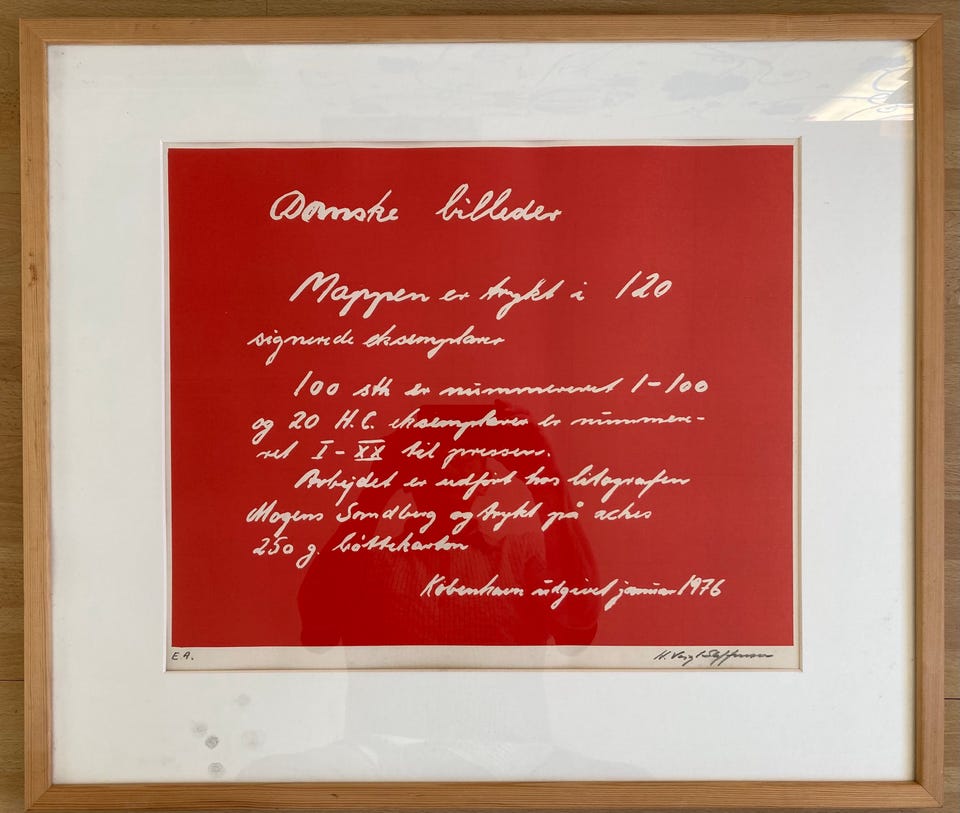 Danske billeder
Mappen er trykt i 120
signerede eksemplarer
100 stk er nummereret 1-100
og 20 H.C. eksemplarer er nummere-
ret I-XX til pressen.
Arbejdet er udført hos litografen
Mogens Sandberg og trykt på arches
250 g. bøttekarton
København udgivet januar 1976
E.A.